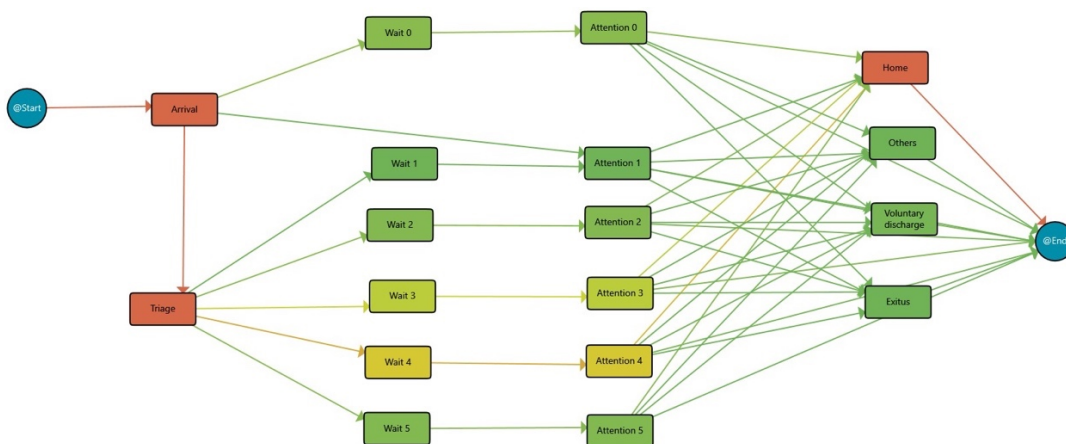 Wait 0
Attention 0
Home
@Start
Arrival
Others
Wait 1
Attention 1
Wait 2
Attention 2
Voluntary
discharge
@End
Wait 3
Attention 3
Exitus
Triage
Wait 4
Attention 4
Wait 5
Attention 5